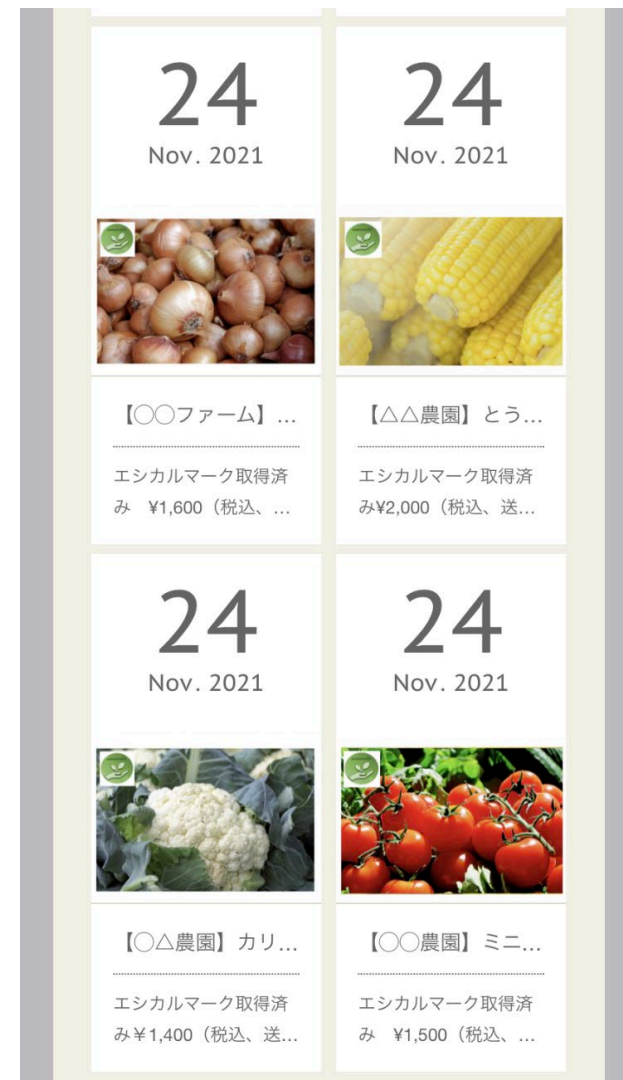 24
Nov. 2021
【○○ファーム】...
エシカルマーク取得済
み　¥1,600（税込、...
24
Nov. 2021
【△△農園】とう...
エシカルマーク取得済
み¥2,000（税込、送...
24
Nov. 2021
【○△農園】カリ...
エシカルマーク取得済
み￥1,400（税込、送...
24
Nov. 2021
【○○農園】ミニ...
エシカルマーク取得済
み　¥1,500（税込、...